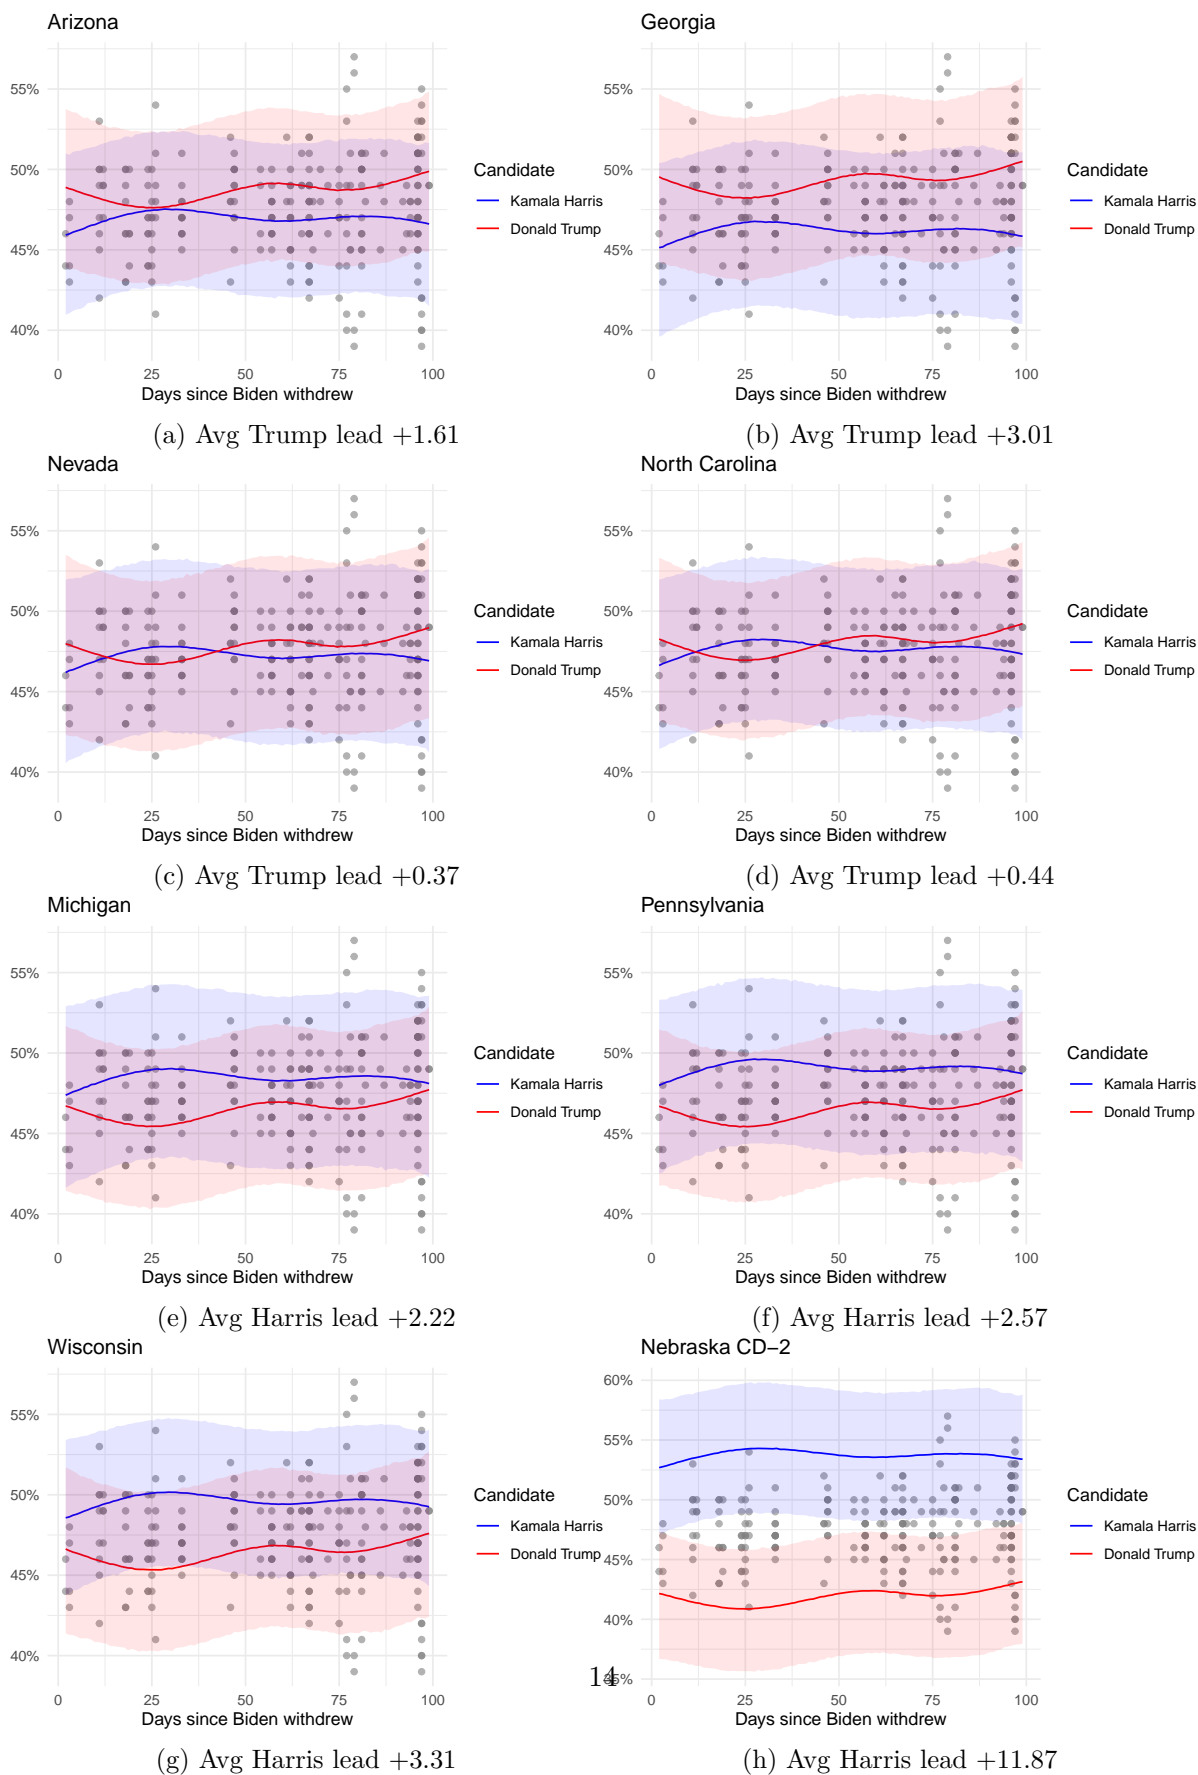 Arizona
55%
50%
45%
40%
0 25 50 75 100
Days since Biden withdrew
Candidate
Kamala Harris
Donald Trump
(a) Avg Trump lead +1.61
Georgia
55%
50%
45%
40%
0 25 50 75 100
Days since Biden withdrew
Candidate
Kamala Harris
Donald Trump
(b) Avg Trump lead +3.01
Nevada
55%
50%
45%
40%
0 25 50 75 100
Days since Biden withdrew
Candidate
Kamala Harris
Donald Trump
(c) Avg Trump lead +0.37
North Carolina
55%
50%
45%
40%
0 25 50 75 100
Days since Biden withdrew
Candidate
Kamala Harris
Donald Trump
(d) Avg Trump lead +0.44
Michigan
55%
50%
45%
40%
0 25 50 75 100
Days since Biden withdrew
Candidate
Kamala Harris
Donald Trump
(e) Avg Harris lead +2.22
Pennsylvania
55%
50%
45%
40%
0 25 50 75 100
Days since Biden withdrew
Candidate
Kamala Harris
Donald Trump
(f) Avg Harris lead +2.57
Wisconsin
55%
50%
45%
40%
0 25 50 75 100
Days since Biden withdrew
Candidate
Kamala Harris
Donald Trump
(g) Avg Harris lead +3.31
Nebraska CD−2
60%
55%
50%
45%
40%
35%
0 25 50 75 100
Days since Biden withdrew
Candidate
Kamala Harris
Donald Trump
(h) Avg Harris lead +11.87
14